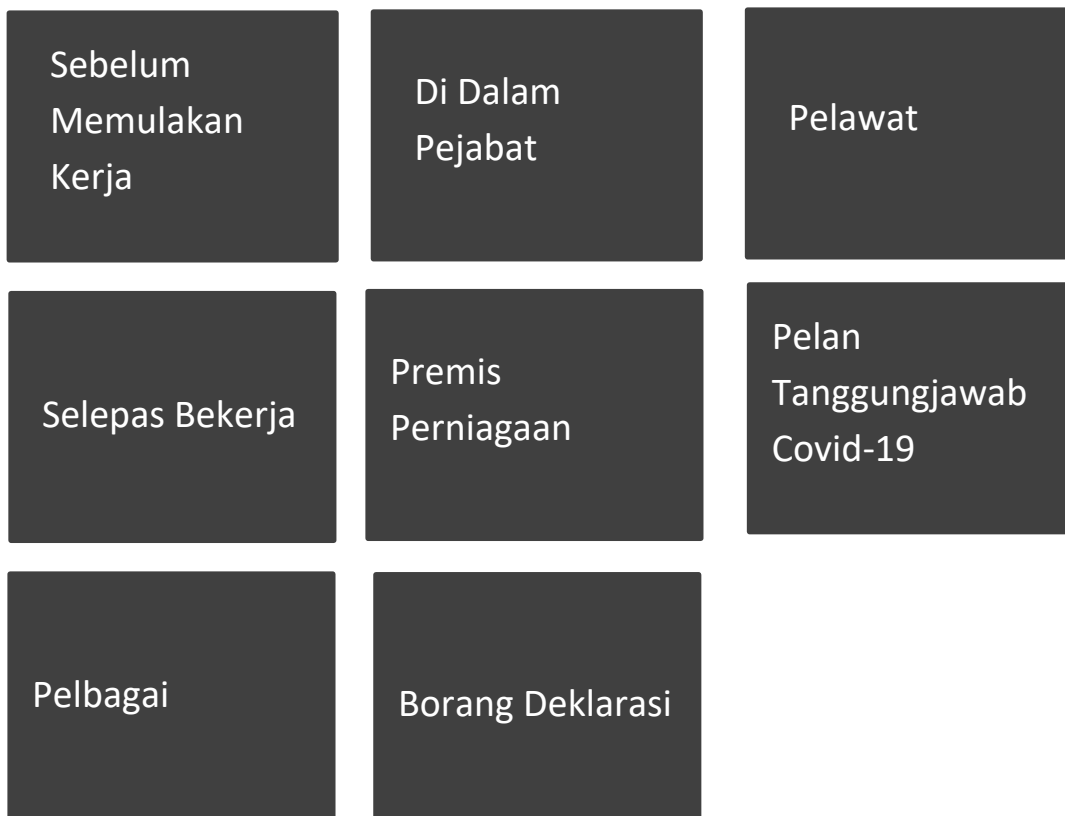 Sebelum
Memulakan
Kerja
Di Dalam
Pejabat
Pelawat
Selepas Bekerja
Premis
Perniagaan
Pelan
Tanggungjawab
Covid-19
Pelbagai
Borang Deklarasi